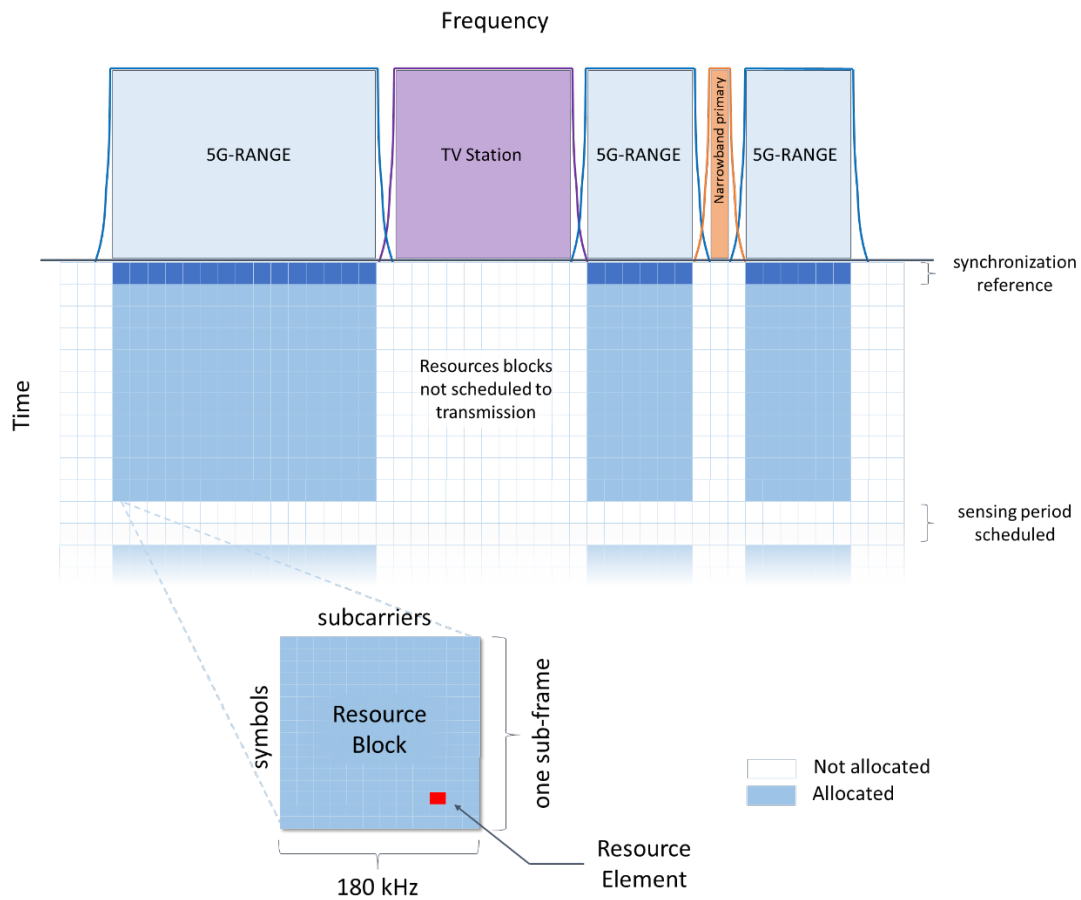 Frequency
5G-RANGE
TV Station
5G-RANGE
Narrowband primary
5G-RANGE
synchronization
reference
Time
Resources blocks
not scheduled to
transmission
sensing period
scheduled
subcarriers
symbols
Resource
Block
one sub-frame
Not allocated
Allocated
Resource
Element
180 kHz